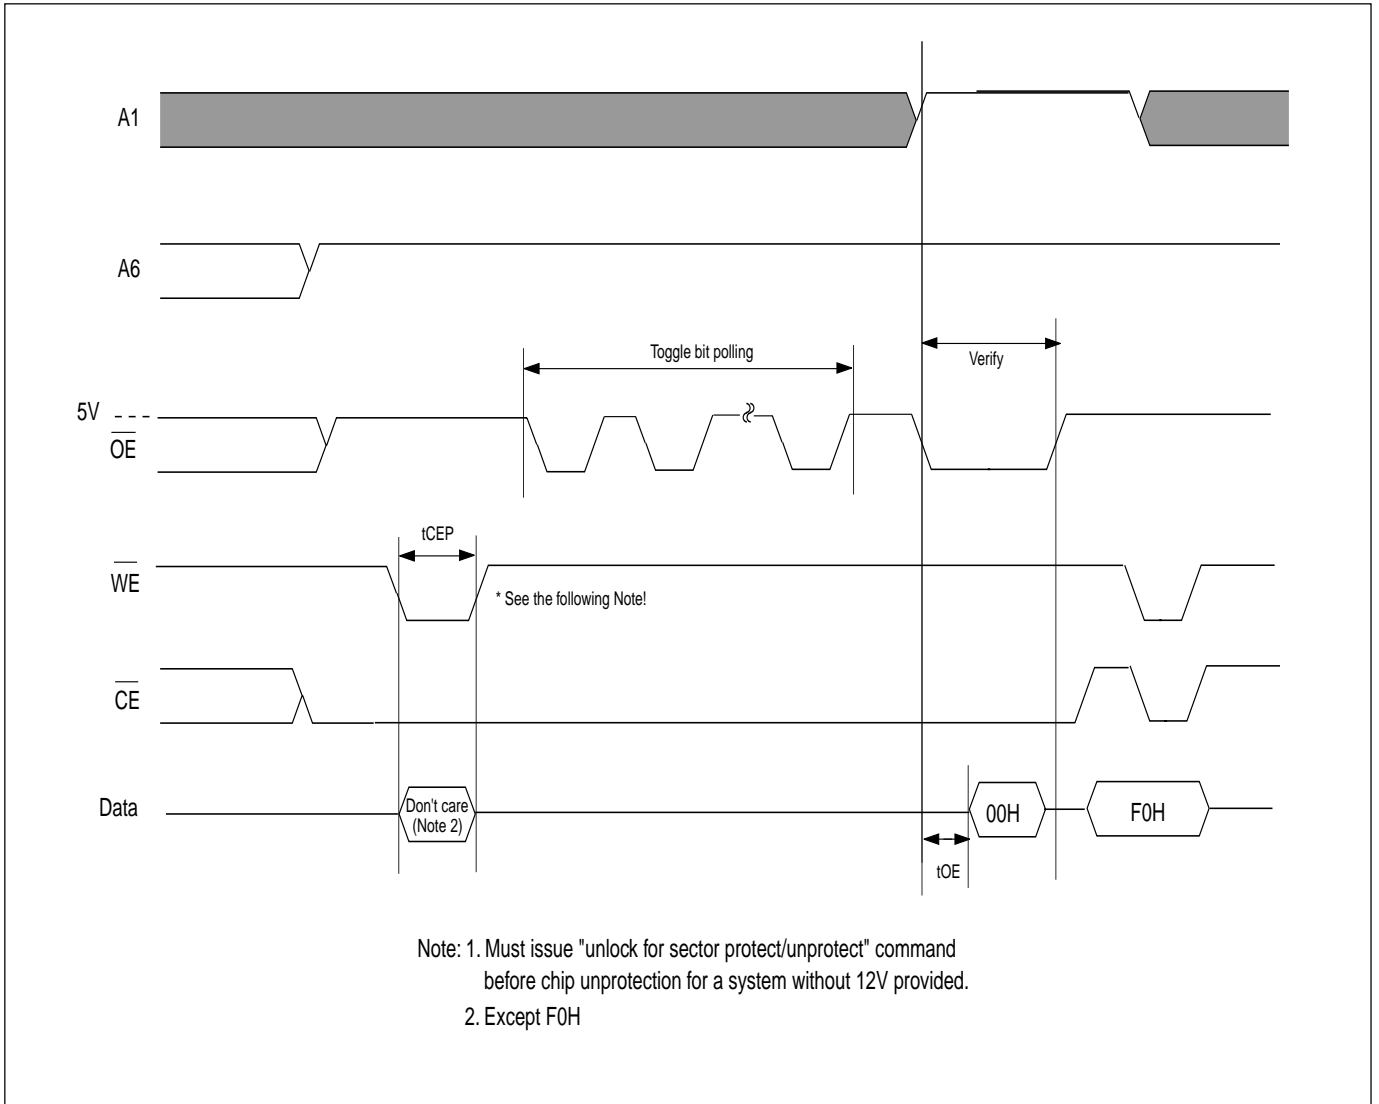 A1
A6
Toggle bit polling
Verify
5V
OE
tCEP
WE
* See the following Note!
CE
Data
Don't care
(Note 2)
00H
F0H
tOE
Note: 1. Must issue "unlock for sector protect/unprotect" command
before chip unprotection for a system without 12V provided.
2. Except F0H